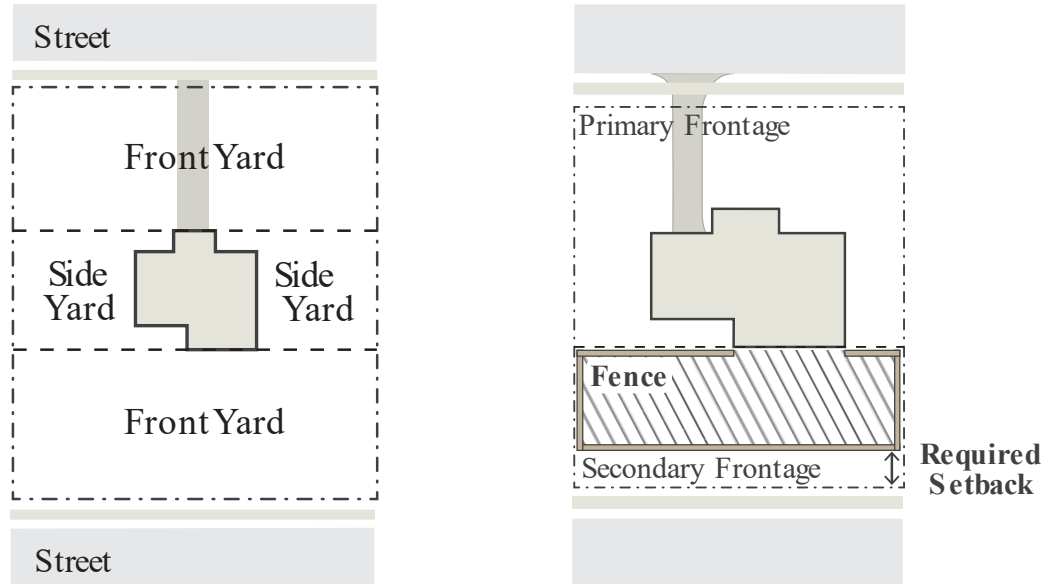 Street
Front Yard
Side
Yard
Side
Yard
Front Yard
Street
Primary Frontage
Fence
Secondary Frontage
Required
Setback